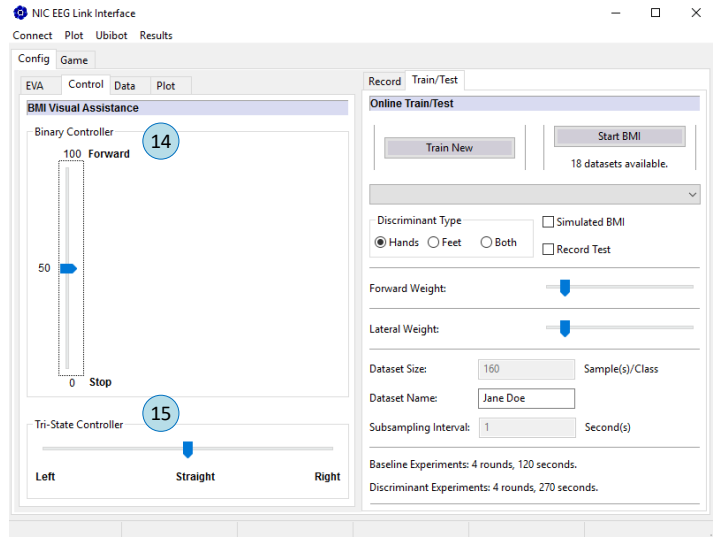 NIC EEG Link Interface
Connect Plot Ubibot Results
Config Game
EVA Control Data Plot
BMI Visual Assistance
Binary Controller
14
100 Forward
50
0 Stop
15
Tri-State Controller
Left Straight Right
Record Train/Test
Online Train/Test
Train New
Start BMI
18 datasets available.
Discriminant Type
Hands Feet Both
Simulated BMI
Record Test
Forward Weight:
Lateral Weight:
Dataset Size: 160 Sample(s)/Class
Dataset Name: Jane Doe
Subsampling Interval: 1 Second(s)
Baseline Experiments: 4 rounds, 120 seconds.
Discriminant Experiments: 4 rounds, 270 seconds.